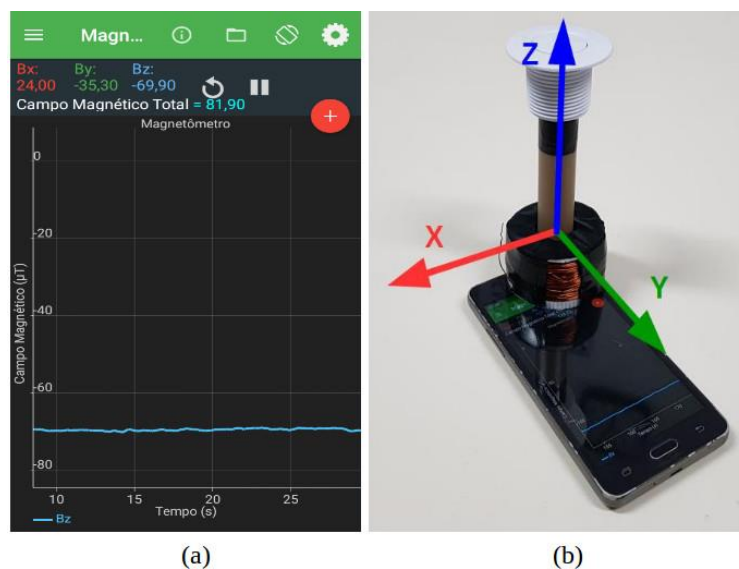 Magn...
Bx: By: Bz:
24,00 -35,30 -69,90
Campo Magnético Total = 81,90
+
Magnetômetro
0
-20
-40
-60
-80
Campo Magnético (μT)
10 15 20 25
Tempo (s)
Bz
(a)
Z
X
Y
(b)